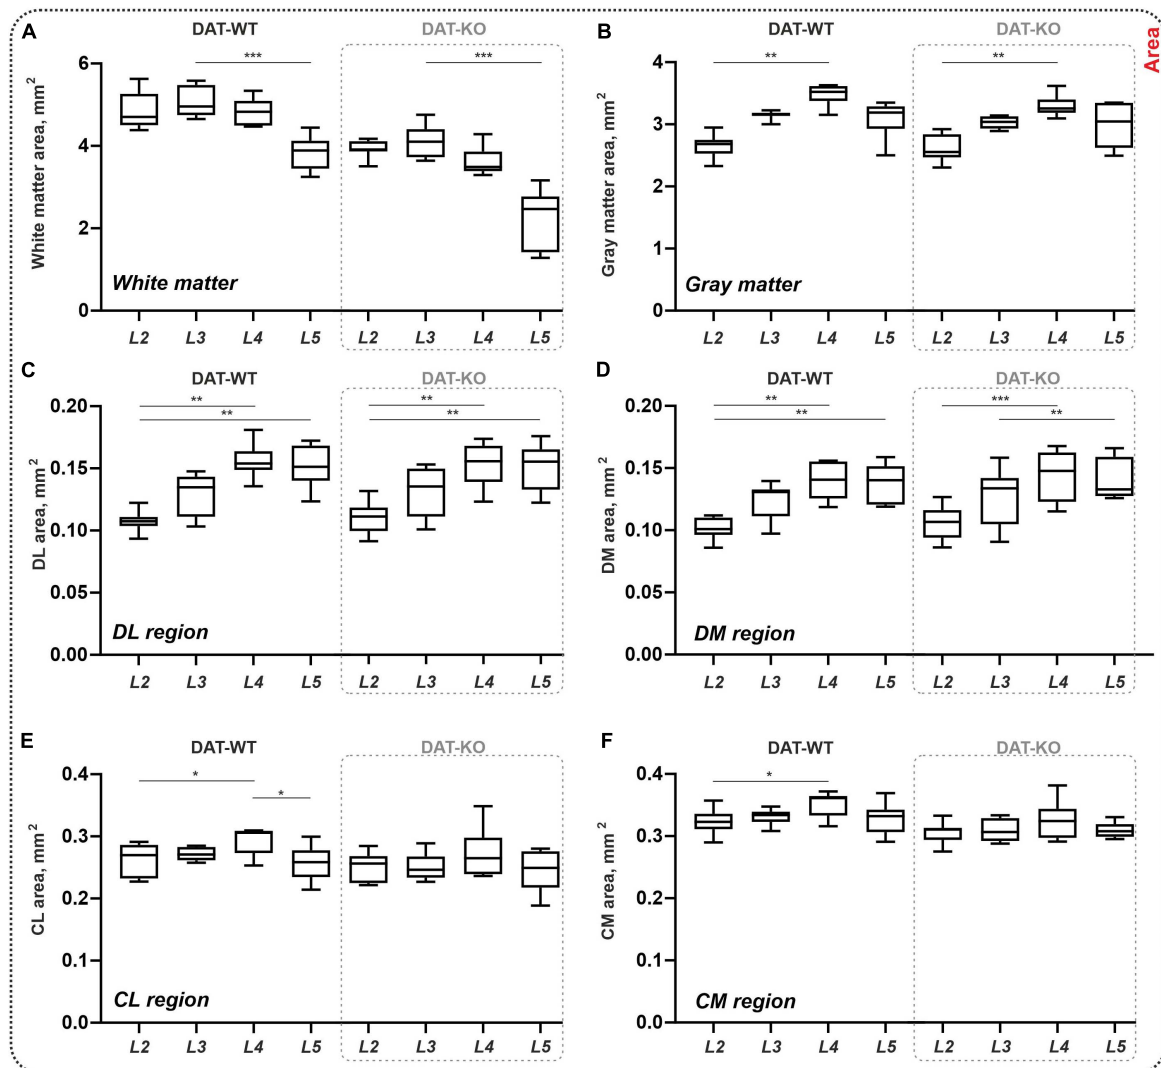 A
DAT-WT
DAT-KO
***
***
White matter area, mm²
6
4
2
0
White matter
L2 L3 L4 L5 L2 L3 L4 L5
B
DAT-WT
DAT-KO
Area
**
**
Gray matter area, mm²
4
3
2
1
0
Gray matter
L2 L3 L4 L5 L2 L3 L4 L5
C
DAT-WT
DAT-KO
**
**
**
**
DL area, mm²
0.20
0.15
0.10
0.05
0.00
DL region
L2 L3 L4 L5 L2 L3 L4 L5
D
DAT-WT
DAT-KO
**
**
***
**
DM area, mm²
0.20
0.15
0.10
0.05
0.00
DM region
L2 L3 L4 L5 L2 L3 L4 L5
E
DAT-WT
DAT-KO
*
*
CL area, mm²
0.4
0.3
0.2
0.1
0.0
CL region
L2 L3 L4 L5 L2 L3 L4 L5
F
DAT-WT
DAT-KO
*
CM area, mm²
0.4
0.3
0.2
0.1
0.0
CM region
L2 L3 L4 L5 L2 L3 L4 L5